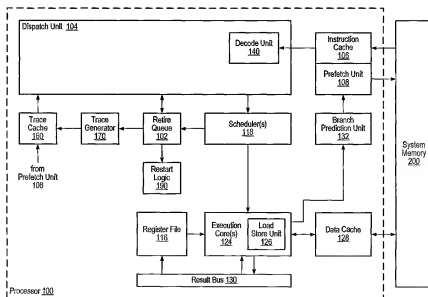 Dispatch Unit 104
Decode Unit
140
Instruction
Cache
106
Prefetch Unit
108
Trace
Cache
160
Trace
Generator
170
Retire
Queue
102
Scheduler(s)
118
Branch
Prediction Unit
132
System
Memory
200
from
Prefetch Unit
108
Restart
Logic
190
Register File
116
Execution
Core(s)
124
Load
Store Unit
126
Data Cache
128
Result Bus 130
Processor 100